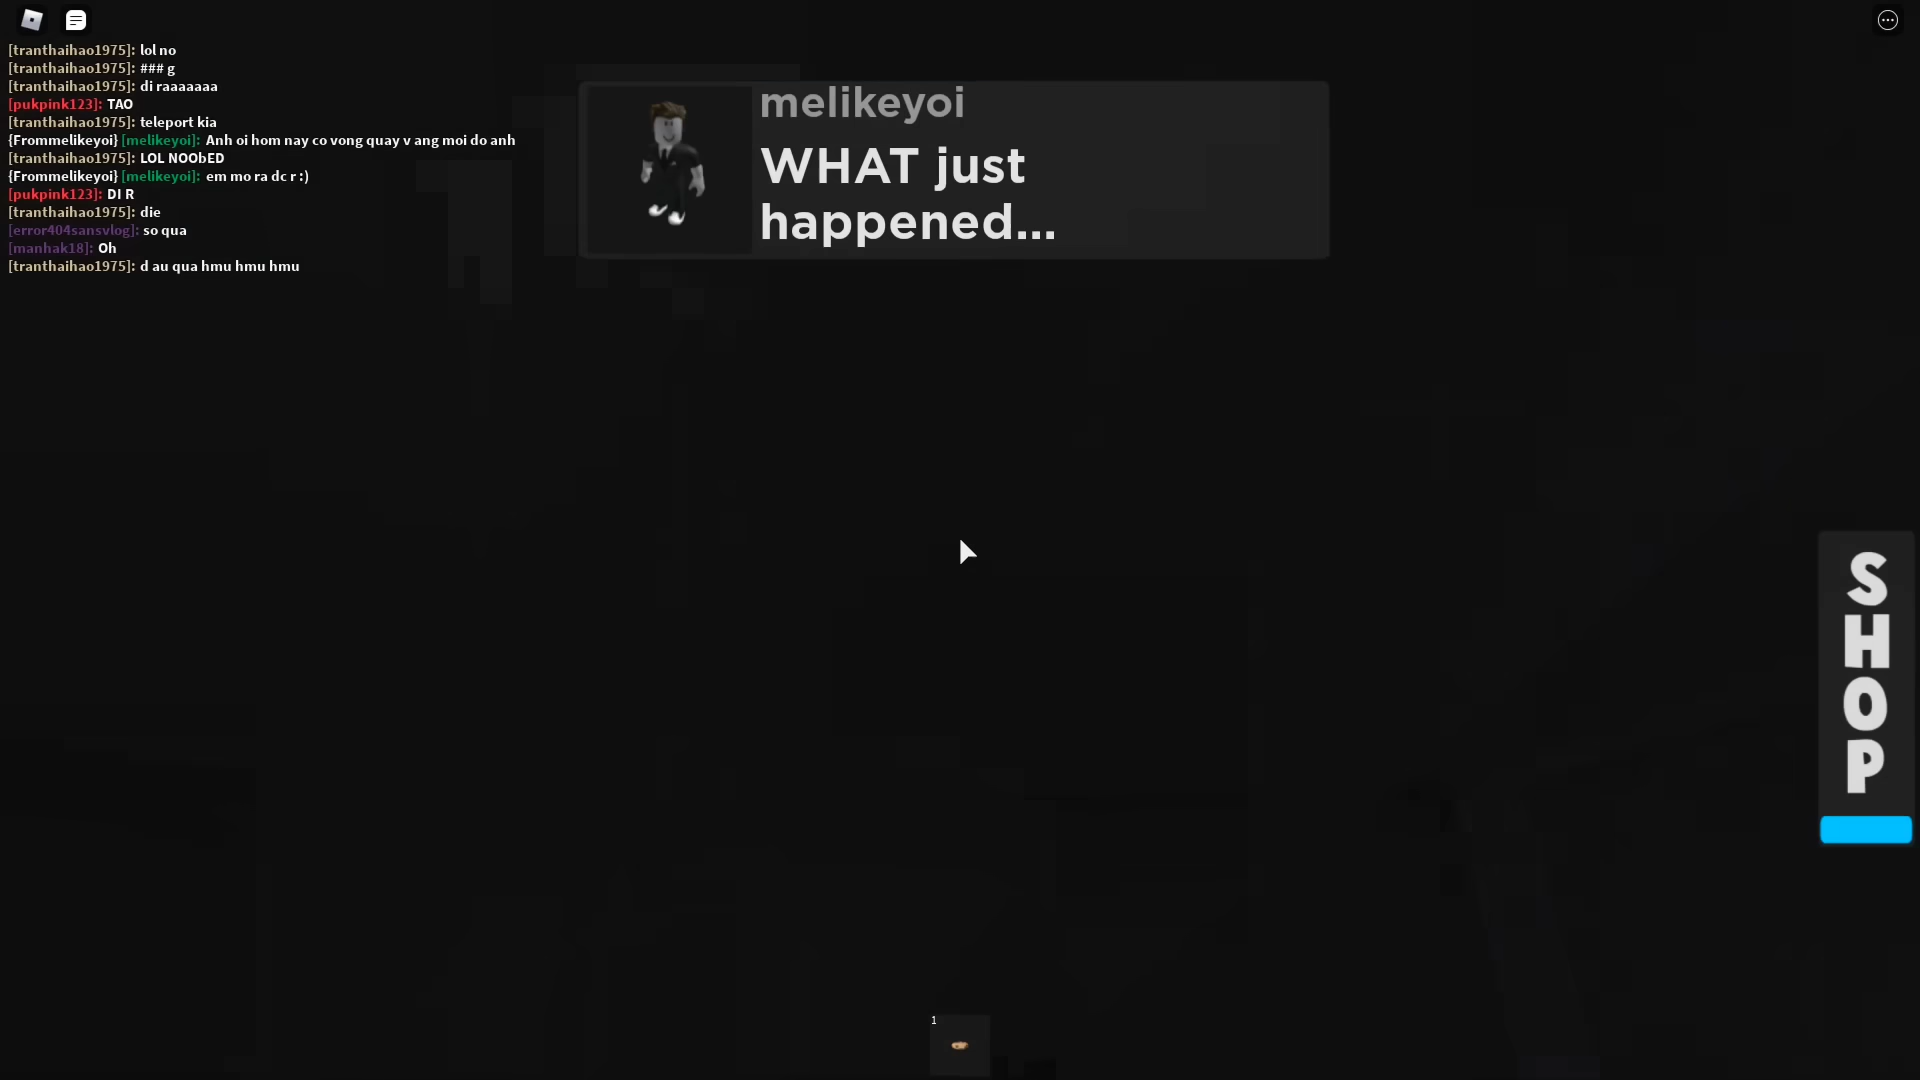 [tranthaihao1975]: lol no
[tranthaihao1975]: ### g
[tranthaihao1975]: di raaaaaaa
[pukpink123]: TAO
[tranthaihao1975]: teleport kia
{Frommelikeyoi} [melikeyoi]: Anh oi hom nay co vong quay v ang moi do anh
[tranthaihao1975]: LOL NOObED
{Frommelikeyoi} [melikeyoi]: em mo ra dc r :)
[pukpink123]: DI R
[tranthaihao1975]: die
[error404sansvlog]: so qua
[manhak18]: Oh
[tranthaihao1975]: d au qua hmu hmu hmu
melikeyoi
WHAT just
happened...
SHOP
1